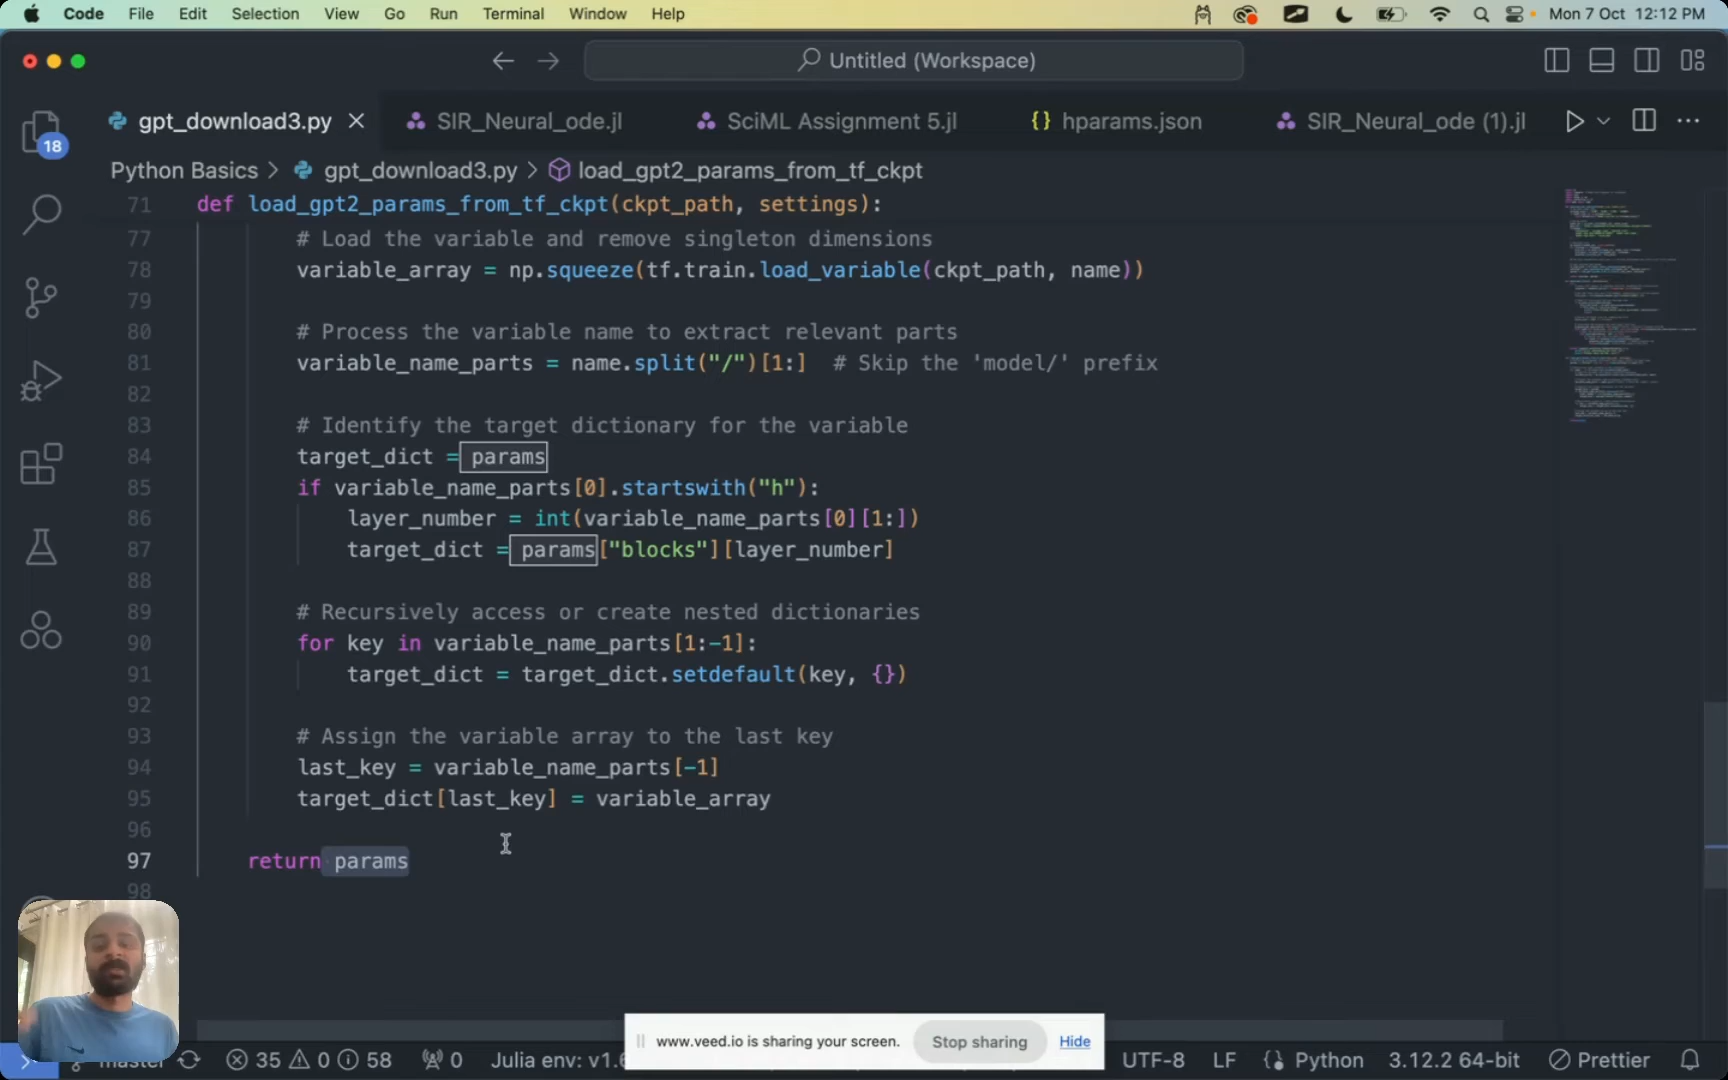 Code File Edit Selection View Go Run Terminal Window Help Mon 7 Oct 12:12 PM
Untitled (Workspace)
gpt_download3.py SIR_Neural_ode.jl SciML Assignment 5.jl {} hparams.json SIR_Neural_ode (1).jl
18
Python Basics > gpt_download3.py > load_gpt2_params_from_tf_ckpt
71 def load_gpt2_params_from_tf_ckpt(ckpt_path, settings):
77 # Load the variable and remove singleton dimensions
78 variable_array = np.squeeze(tf.train.load_variable(ckpt_path, name))
79
80 # Process the variable name to extract relevant parts
81 variable_name_parts = name.split("/")[1:]  # Skip the 'model/' prefix
82
83 # Identify the target dictionary for the variable
84 target_dict = params
85 if variable_name_parts[0].startswith("h"):
86 layer_number = int(variable_name_parts[0][1:])
87 target_dict = params["blocks"][layer_number]
88
89 # Recursively access or create nested dictionaries
90 for key in variable_name_parts[1:-1]:
91 target_dict = target_dict.setdefault(key, {})
92
93 # Assign the variable array to the last key
94 last_key = variable_name_parts[-1]
95 target_dict[last_key] = variable_array
96
97 return params
98
www.veed.io is sharing your screen. Stop sharing Hide
master 35 0 58 0 Julia env: v1.6 UTF-8 LF Python 3.12.2 64-bit Prettier